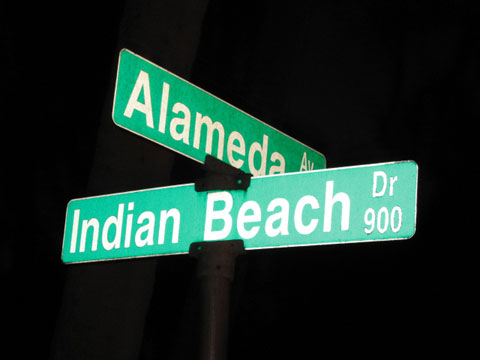 Alameda Av
Indian Beach Dr
900